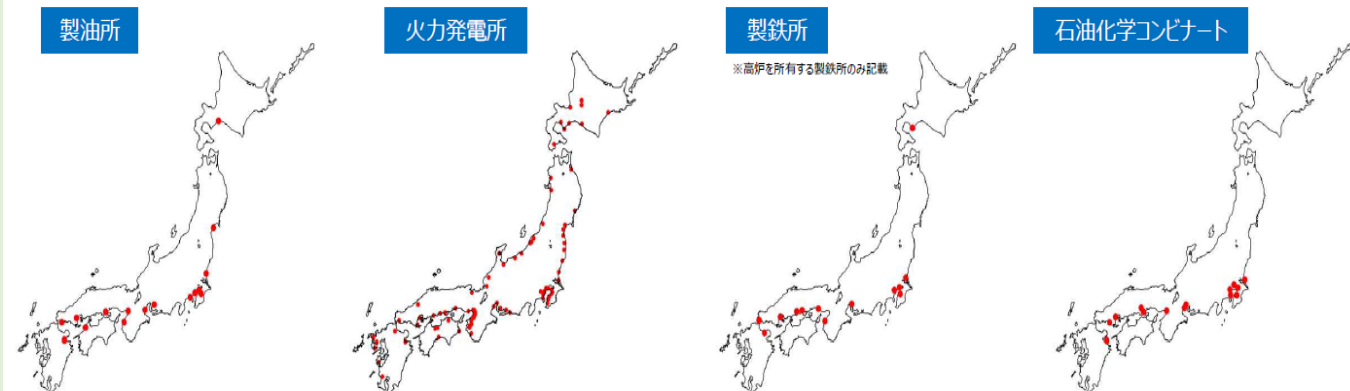 製油所
火力発電所
製鉄所
石油化学コンビナート
※高炉を所有する製鉄所のみ記載